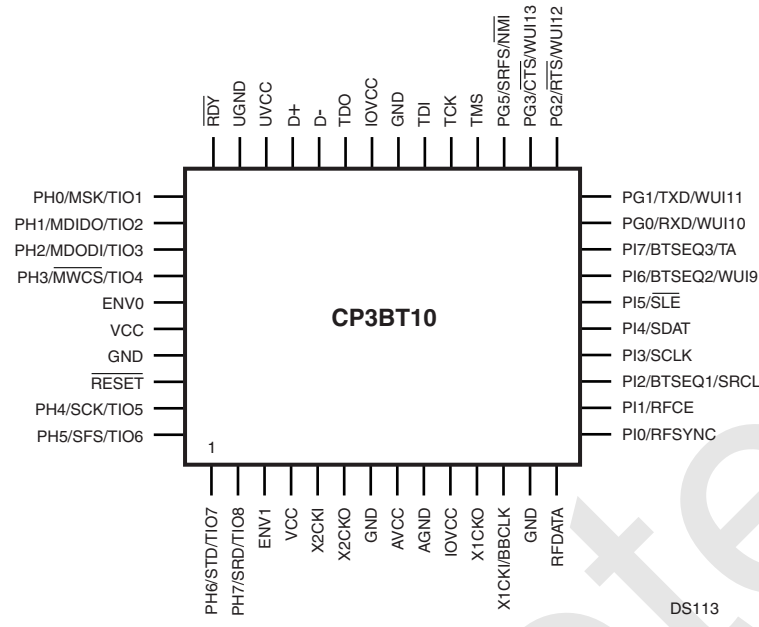 RDY
UGND
UVCC
D+
D-
TDO
IOVCC
GND
TDI
TCK
TMS
PG5/SRFS/NMI
PG3/CTS/WUI13
PG2/RTS/WUI12
PH0/MSK/TIO1
PH1/MDIDO/TIO2
PH2/MDODI/TIO3
PH3/MWCS/TIO4
ENV0
VCC
GND
RESET
PH4/SCK/TIO5
PH5/SFS/TIO6
CP3BT10
1
PG1/TXD/WUI11
PG0/RXD/WUI10
PI7/BTSEQ3/TA
PI6/BTSEQ2/WUI9
PI5/SLE
PI4/SDAT
PI3/SCLK
PI2/BTSEQ1/SRCL
PI1/RFCE
PI0/RFSYNC
PH6/STD/TIO7
PH7/SRD/TIO8
ENV1
VCC
X2CKI
X2CKO
GND
AVCC
AGND
IOVCC
X1CKO
X1CKI/BBCLK
GND
RFDATA
DS113